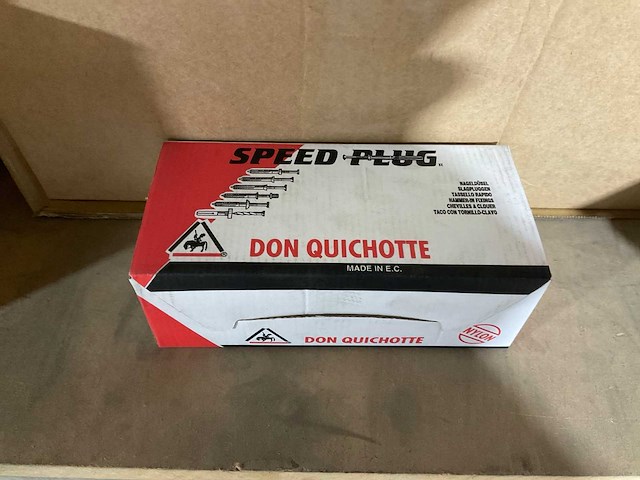 SPEED PLUG
NAGELDÜBEL
SLAGPLUGGEN
TASSELLO RAPIDO
HAMMER-IN FIXINGS
CHEVILLES A CLOUER
TACO CON TORNILLO-CLAVO
DON QUICHOTTE
MADE IN E.C.
DON QUICHOTTE
NYLON